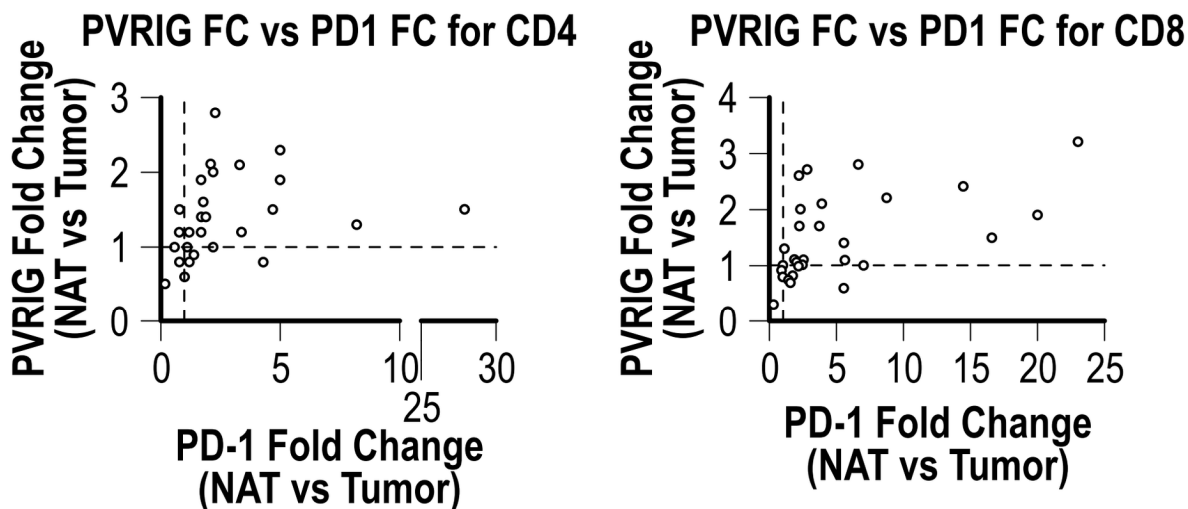 PVRIG FC vs PD1 FC for CD4
PVRIG Fold Change
(NAT vs Tumor)
3
2
1
0
0 5 10 30
25
PD-1 Fold Change
(NAT vs Tumor)
PVRIG FC vs PD1 FC for CD8
PVRIG Fold Change
(NAT vs Tumor)
4
3
2
1
0
0 5 10 15 20 25
PD-1 Fold Change
(NAT vs Tumor)